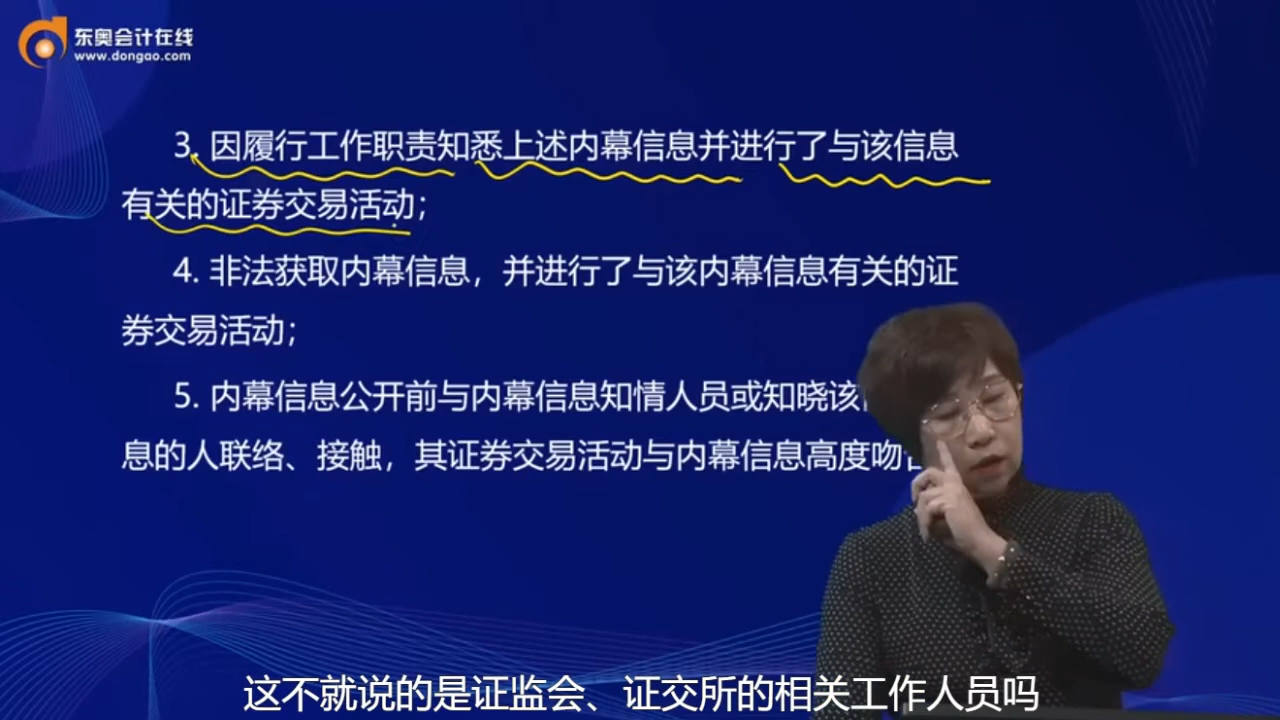 东奥会计在线
www.dongao.com
3. 因履行工作职责知悉上述内幕信息并进行了与该信息
有关的证券交易活动；
4. 非法获取内幕信息，并进行了与该内幕信息有关的证
券交易活动；
5. 内幕信息公开前与内幕信息知情人员或知晓该
息的人联络、接触，其证券交易活动与内幕信息高度吻
这不就说的是证监会、证交所的相关工作人员吗